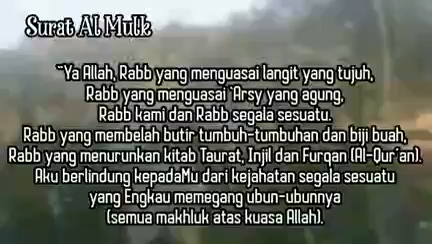 Surat Al Mulk
"Ya Allah, Rabb yang menguasai langit yang tujuh,
Rabb yang menguasai `Arsy yang agung,
Rabb kami dan Rabb segala sesuatu.
Rabb yang membelah butir tumbuh-tumbuhan dan biji buah,
Rabb yang menurunkan kitab Taurat, Injil dan Furqan (Al-Qur'an).
Aku berlindung kepadaMu dari kejahatan segala sesuatu
yang Engkau memegang ubun-ubunnya
(semua makhluk atas kuasa Allah).